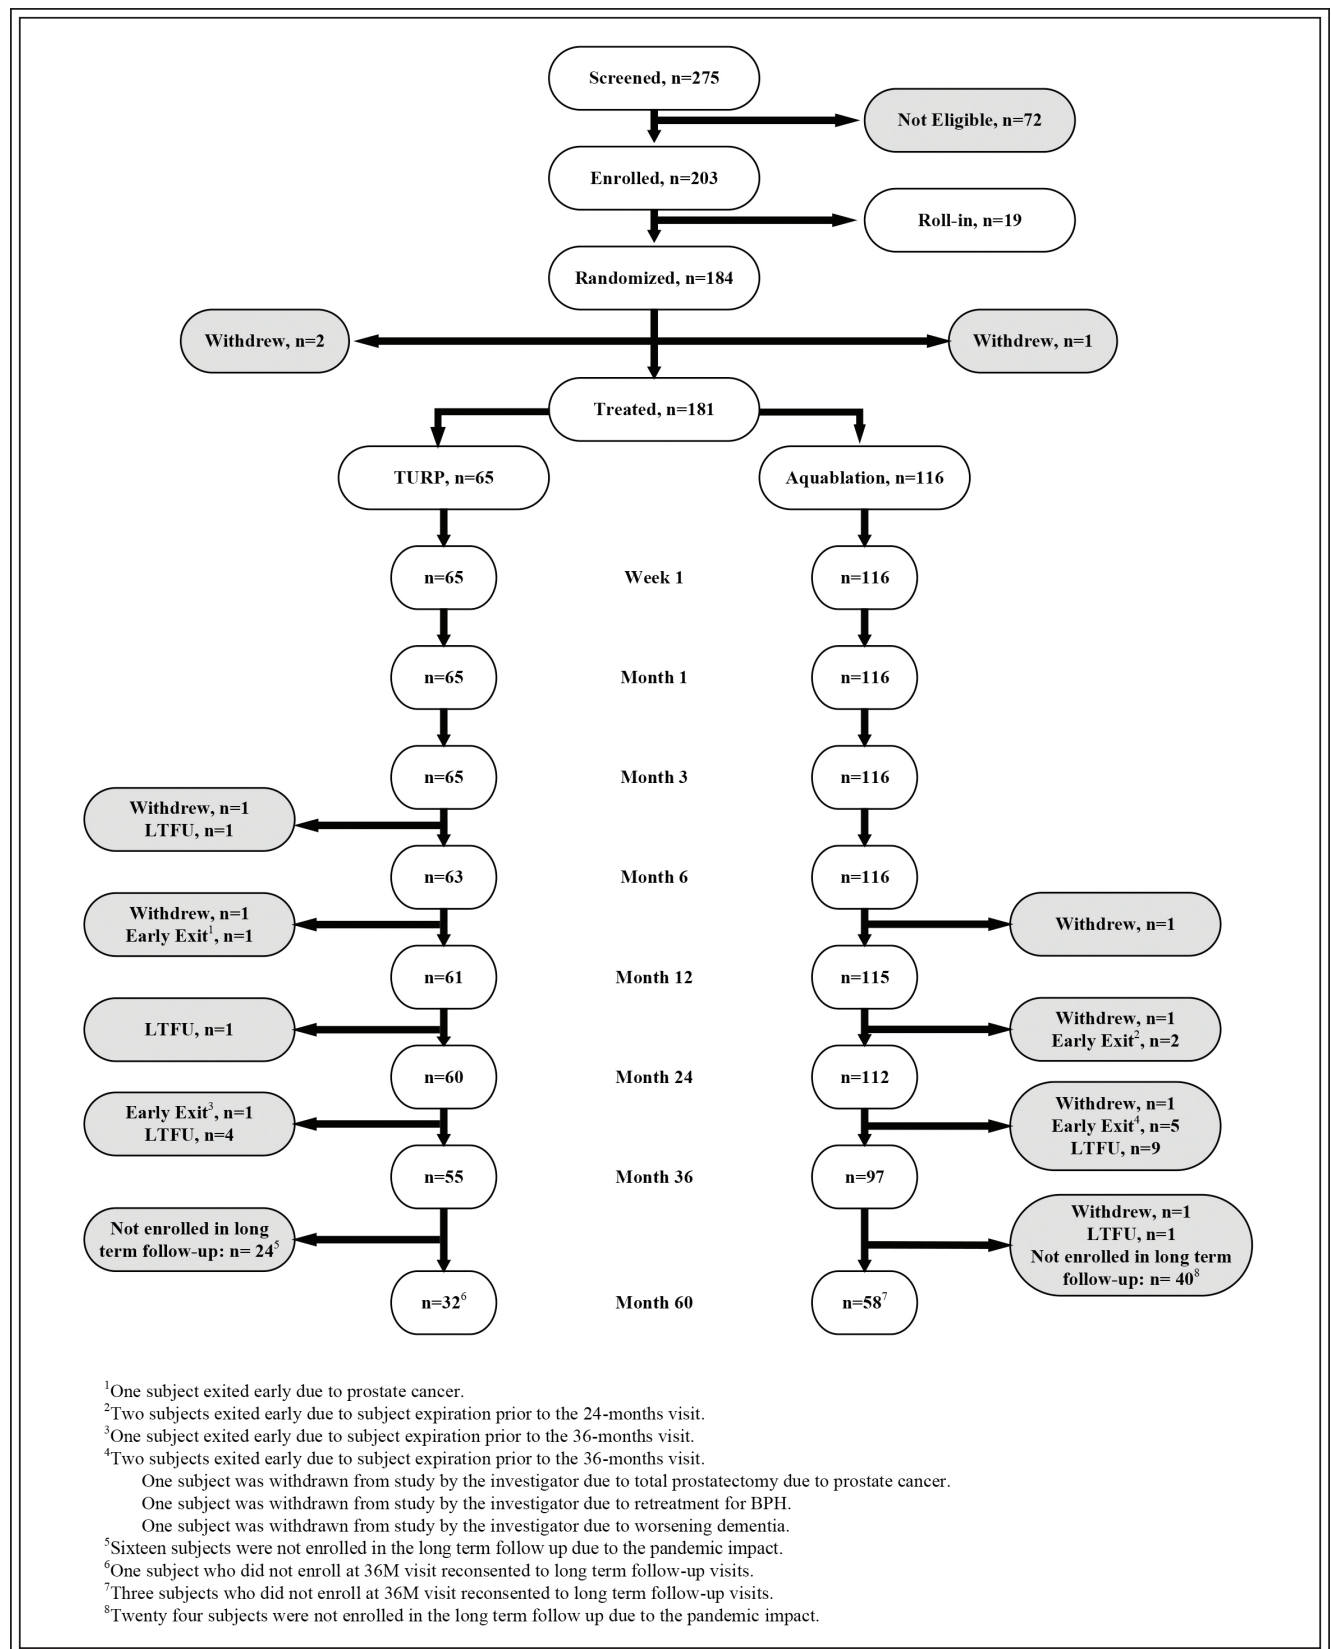 Screened, n=275
Not Eligible, n=72
Enrolled, n=203
Roll-in, n=19
Randomized, n=184
Withdrew, n=2
Withdrew, n=1
Treated, n=181
TURP, n=65
Aquablation, n=116
n=65
Week 1
n=116
n=65
Month 1
n=116
n=65
Month 3
n=116
Withdrew, n=1
LTFU, n=1
n=63
Month 6
n=116
Withdrew, n=1
Early Exit¹, n=1
Withdrew, n=1
n=61
Month 12
n=115
LTFU, n=1
Withdrew, n=1
Early Exit², n=2
n=60
Month 24
n=112
Early Exit³, n=1
LTFU, n=4
Withdrew, n=1
Early Exit⁴, n=5
LTFU, n=9
n=55
Month 36
n=97
Not enrolled in long
term follow-up: n= 24⁵
Withdrew, n=1
LTFU, n=1
Not enrolled in long term
follow-up: n= 40⁸
n=32⁶
Month 60
n=58⁷
¹One subject exited early due to prostate cancer.
²Two subjects exited early due to subject expiration prior to the 24-months visit.
³One subject exited early due to subject expiration prior to the 36-months visit.
⁴Two subjects exited early due to subject expiration prior to the 36-months visit.
One subject was withdrawn from study by the investigator due to total prostatectomy due to prostate cancer.
One subject was withdrawn from study by the investigator due to retreatment for BPH.
One subject was withdrawn from study by the investigator due to worsening dementia.
⁵Sixteen subjects were not enrolled in the long term follow up due to the pandemic impact.
⁶One subject who did not enroll at 36M visit reconsented to long term follow-up visits.
⁷Three subjects who did not enroll at 36M visit reconsented to long term follow-up visits.
⁸Twenty four subjects were not enrolled in the long term follow up due to the pandemic impact.